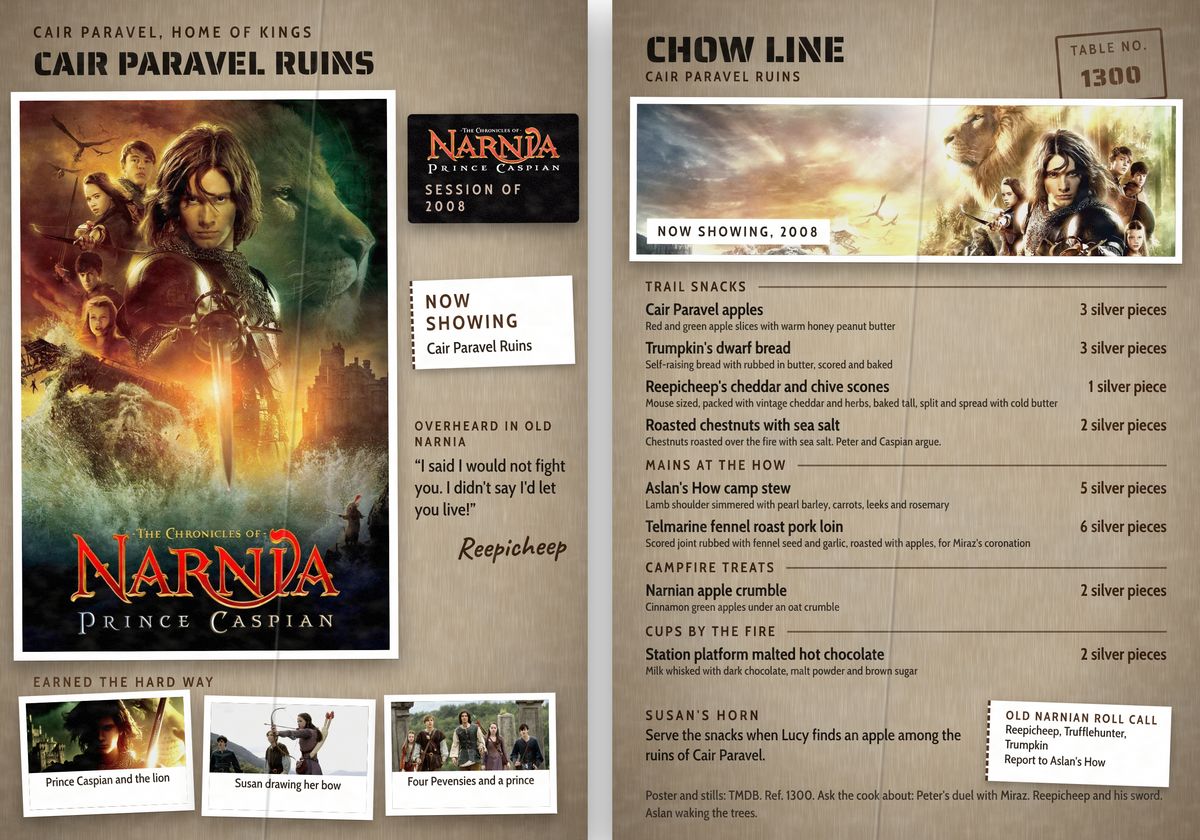 CAIR PARAVEL, HOME OF KINGS
CAIR PARAVEL RUINS
THE CHRONICLES OF
NARNIA
PRINCE CASPIAN
THE CHRONICLES OF
NARNIA
PRINCE CASPIAN
SESSION OF
2008
NOW
SHOWING
Cair Paravel Ruins
OVERHEARD IN OLD
NARNIA
“I said I would not fight
you. I didn't say I'd let
you live!”
Reepicheep
EARNED THE HARD WAY
Prince Caspian and the lion
Susan drawing her bow
Four Pevensies and a prince
CHOW LINE
CAIR PARAVEL RUINS
TABLE NO.
1300
NOW SHOWING, 2008
TRAIL SNACKS
Cair Paravel apples 3 silver pieces
Red and green apple slices with warm honey peanut butter
Trumpkin's dwarf bread 3 silver pieces
Self-raising bread with rubbed in butter, scored and baked
Reepicheep's cheddar and chive scones 1 silver piece
Mouse sized, packed with vintage cheddar and herbs, baked tall, split and spread with cold butter
Roasted chestnuts with sea salt 2 silver pieces
Chestnuts roasted over the fire with sea salt. Peter and Caspian argue.
MAINS AT THE HOW
Aslan's How camp stew 5 silver pieces
Lamb shoulder simmered with pearl barley, carrots, leeks and rosemary
Telmarine fennel roast pork loin 6 silver pieces
Scored joint rubbed with fennel seed and garlic, roasted with apples, for Miraz's coronation
CAMPFIRE TREATS
Narnian apple crumble 2 silver pieces
Cinnamon green apples under an oat crumble
CUPS BY THE FIRE
Station platform malted hot chocolate 2 silver pieces
Milk whisked with dark chocolate, malt powder and brown sugar
SUSAN'S HORN
Serve the snacks when Lucy finds an apple among the
ruins of Cair Paravel.
OLD NARNIAN ROLL CALL
Reepicheep, Trufflehunter,
Trumpkin
Report to Aslan's How
Poster and stills: TMDB. Ref. 1300. Ask the cook about: Peter's duel with Miraz. Reepicheep and his sword.
Aslan waking the trees.